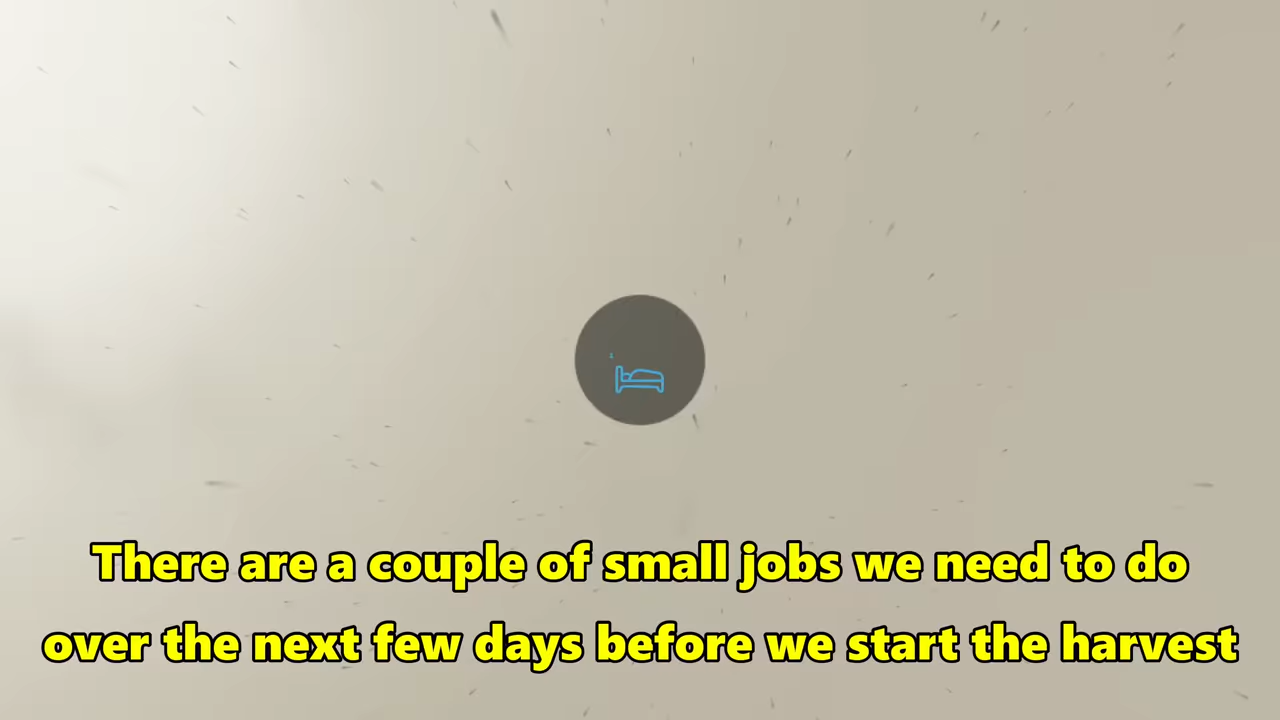 There are a couple of small jobs we need to do
over the next few days before we start the harvest